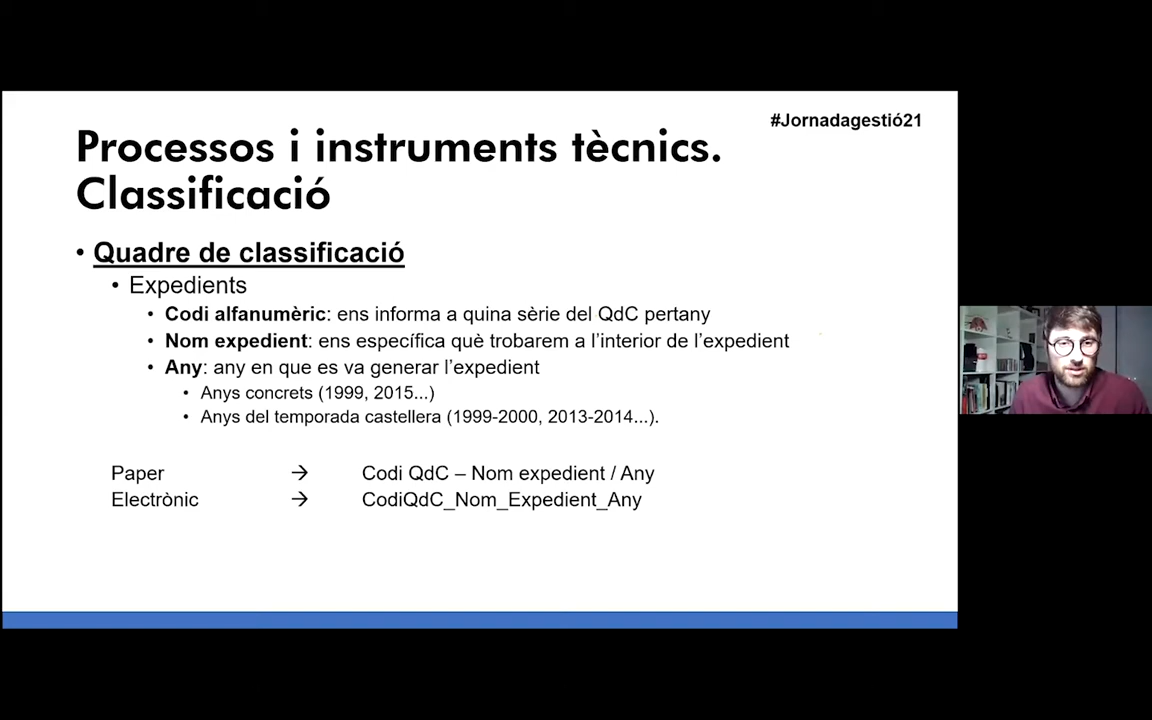 #Jornadagestió21
Processos i instruments tècnics.
Classificació
• Quadre de classificació
• Expedients
• Codi alfanumèric: ens informa a quina sèrie del QdC pertany
• Nom expedient: ens específica què trobarem a l’interior de l’expedient
• Any: any en que es va generar l’expedient
• Anys concrets (1999, 2015...)
• Anys del temporada castellera (1999-2000, 2013-2014...).
Paper → Codi QdC – Nom expedient / Any
Electrònic → CodiQdC_Nom_Expedient_Any